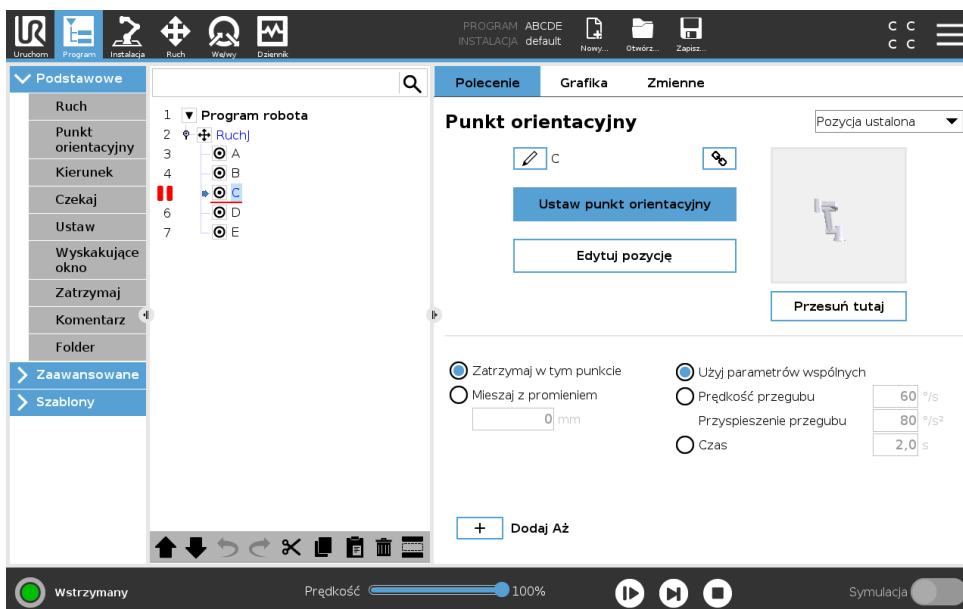 UR
PROGRAM ABCDE
INSTALACJA default
C C
C C
Uruchom
Program
Instalacja
Ruch
We/wy
Dziennik
Nowy...
Otwórz...
Zapisz...
Podstawowe
Ruch
Punkt
orientacyjny
Kierunek
Czekaj
Ustaw
Wyskakujące
okno
Zatrzymaj
Komentarz
Folder
Zaawansowane
Szablony
1 Program robota
2 RuchJ
3 A
4 B
C
6 D
7 E
Polecenie
Grafika
Zmienne
Punkt orientacyjny
Pozycja ustalona
C
Ustaw punkt orientacyjny
Edytuj pozycję
Przesuń tutaj
Zatrzymaj w tym punkcie
Mieszaj z promieniem
0 mm
Użyj parametrów wspólnych
Prędkość przegubu 60 °/s
Przyspieszenie przegubu 80 °/s²
Czas 2,0 s
+ Dodaj Aż
Wstrzymany
Prędkość 100%
Symulacja